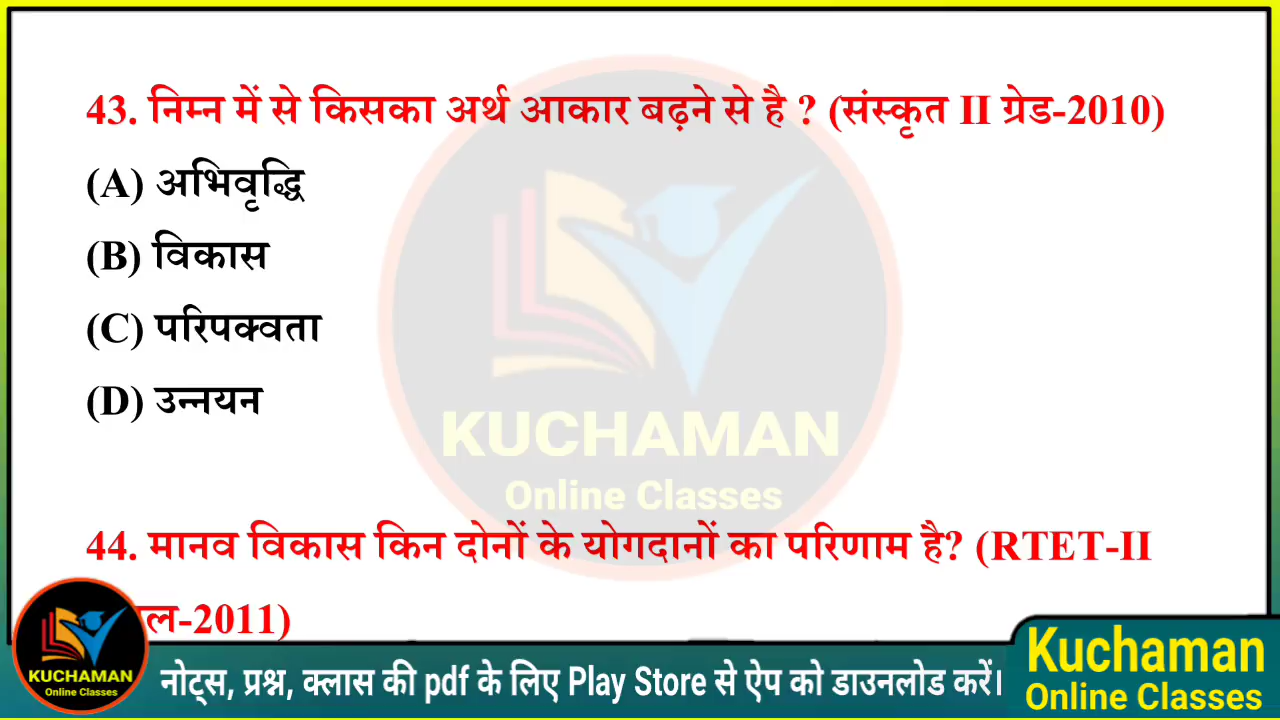 43. निम्न में से किसका अर्थ आकार बढ़ने से है ? (संस्कृत II ग्रेड-2010)
(A) अभिवृद्धि
(B) विकास
(C) परिपक्वता
(D) उन्नयन
KUCHAMAN
Online Classes
44. मानव विकास किन दोनों के योगदानों का परिणाम है? (RTET-II
-2011)
KUCHAMAN
Online Classes
नोट्स, प्रश्न, क्लास की pdf के लिए Play Store से ऐप को डाउनलोड करें।
Kuchaman
Online Classes